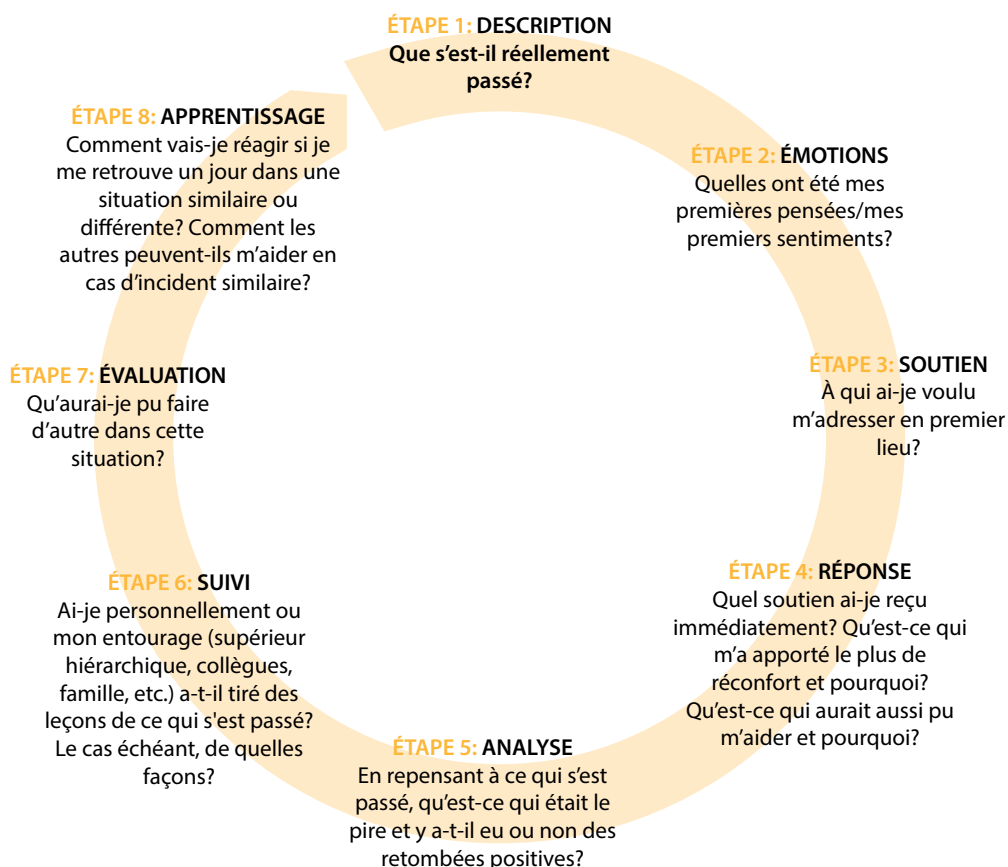 ÉTAPE 1: DESCRIPTION
Que s’est-il réellement
passé?
ÉTAPE 2: ÉMOTIONS
Quelles ont été mes
premières pensées/mes
premiers sentiments?
ÉTAPE 3: SOUTIEN
À qui ai-je voulu
m’adresser en premier
lieu?
ÉTAPE 4: RÉPONSE
Quel soutien ai-je reçu
immédiatement? Qu’est-ce qui
m’a apporté le plus de
réconfort et pourquoi?
Qu’est-ce qui aurait aussi pu
m’aider et pourquoi?
ÉTAPE 5: ANALYSE
En repensant à ce qui s’est
passé, qu’est-ce qui était le
pire et y a-t-il eu ou non des
retombées positives?
ÉTAPE 6: SUIVI
Ai-je personnellement ou
mon entourage (supérieur
hiérarchique, collègues,
famille, etc.) a-t-il tiré des
leçons de ce qui s'est passé?
Le cas échéant, de quelles
façons?
ÉTAPE 7: ÉVALUATION
Qu’aurai-je pu faire
d’autre dans cette
situation?
ÉTAPE 8: APPRENTISSAGE
Comment vais-je réagir si je
me retrouve un jour dans une
situation similaire ou
différente? Comment les
autres peuvent-ils m’aider en
cas d’incident similaire?